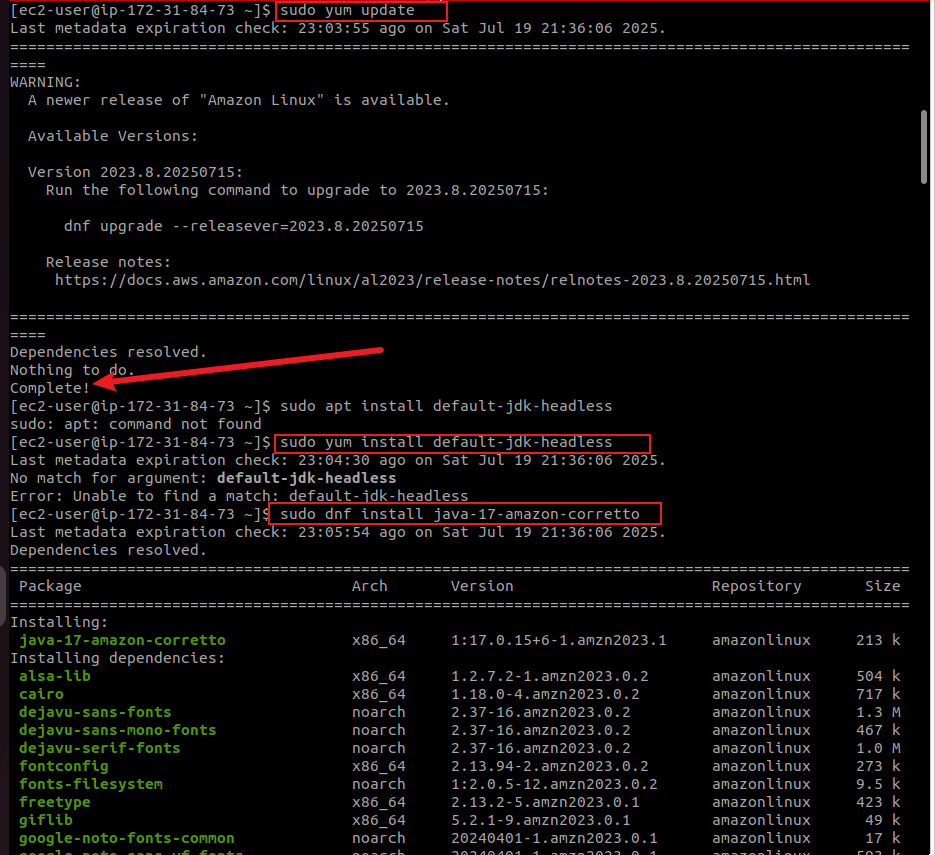 [ec2-user@ip-172-31-84-73 ~]$ sudo yum update
Last metadata expiration check: 23:03:55 ago on Sat Jul 19 21:36:06 2025.
====================================================================================================
====
WARNING:
  A newer release of "Amazon Linux" is available.

  Available Versions:

  Version 2023.8.20250715:
    Run the following command to upgrade to 2023.8.20250715:

      dnf upgrade --releasever=2023.8.20250715

    Release notes:
     https://docs.aws.amazon.com/linux/al2023/release-notes/relnotes-2023.8.20250715.html

====================================================================================================
====
Dependencies resolved.
Nothing to do.
Complete!
[ec2-user@ip-172-31-84-73 ~]$ sudo apt install default-jdk-headless
sudo: apt: command not found
[ec2-user@ip-172-31-84-73 ~]$ sudo yum install default-jdk-headless
Last metadata expiration check: 23:04:30 ago on Sat Jul 19 21:36:06 2025.
No match for argument: default-jdk-headless
Error: Unable to find a match: default-jdk-headless
[ec2-user@ip-172-31-84-73 ~]$ sudo dnf install java-17-amazon-corretto
Last metadata expiration check: 23:05:54 ago on Sat Jul 19 21:36:06 2025.
Dependencies resolved.
====================================================================================================
 Package                              Arch       Version                      Repository       Size
====================================================================================================
Installing:
 java-17-amazon-corretto              x86_64     1:17.0.15+6-1.amzn2023.1     amazonlinux     213 k
Installing dependencies:
 alsa-lib                             x86_64     1.2.7.2-1.amzn2023.0.2       amazonlinux     504 k
 cairo                                x86_64     1.18.0-4.amzn2023.0.2        amazonlinux     717 k
 dejavu-sans-fonts                    noarch     2.37-16.amzn2023.0.2         amazonlinux     1.3 M
 dejavu-sans-mono-fonts               noarch     2.37-16.amzn2023.0.2         amazonlinux     467 k
 dejavu-serif-fonts                   noarch     2.37-16.amzn2023.0.2         amazonlinux     1.0 M
 fontconfig                           x86_64     2.13.94-2.amzn2023.0.2       amazonlinux     273 k
 fonts-filesystem                     noarch     1:2.0.5-12.amzn2023.0.2      amazonlinux     9.5 k
 freetype                             x86_64     2.13.2-5.amzn2023.0.1        amazonlinux     423 k
 giflib                               x86_64     5.2.1-9.amzn2023.0.1         amazonlinux      49 k
 google-noto-fonts-common             noarch     20240401-1.amzn2023.0.1      amazonlinux      17 k